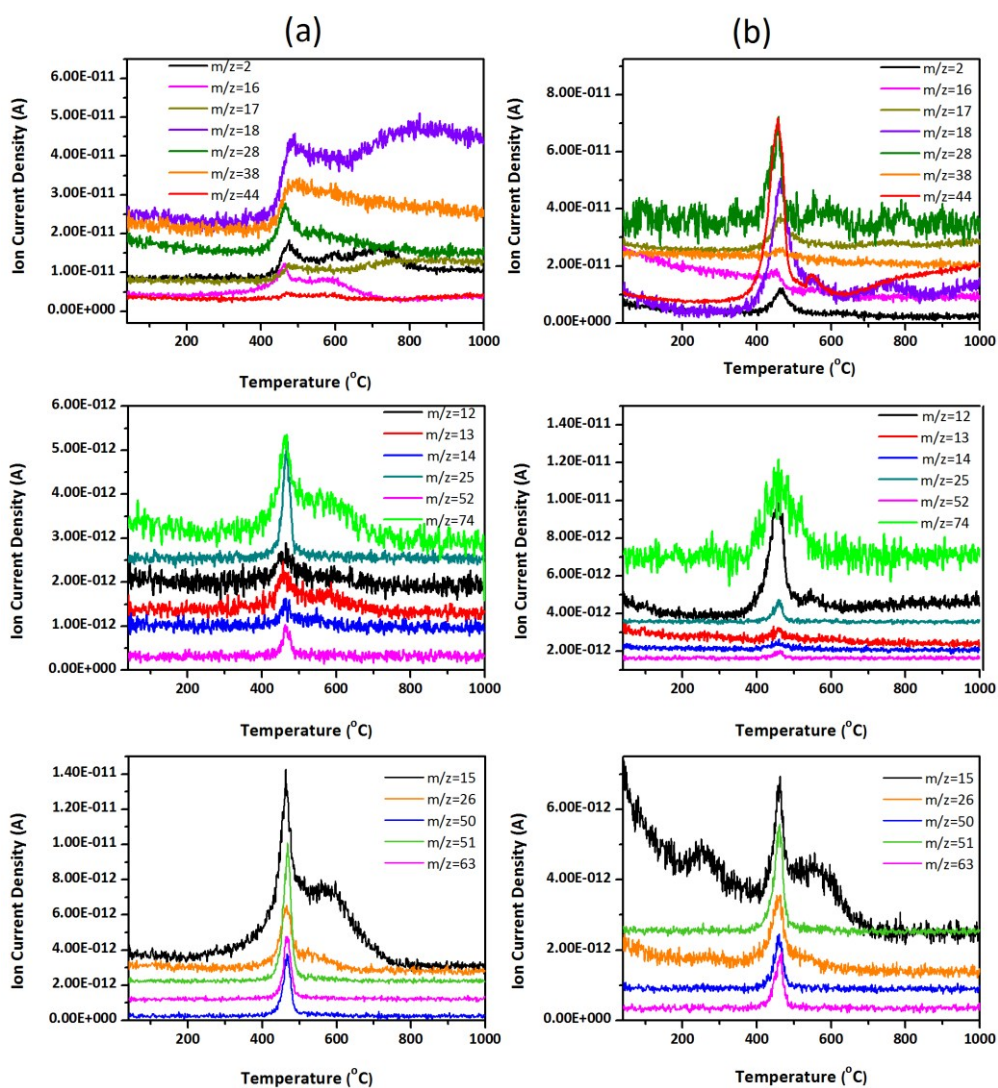 (a)
(b)
Ion Current Density (A)
6.00E-011
5.00E-011
4.00E-011
3.00E-011
2.00E-011
1.00E-011
0.00E+000
m/z=2
m/z=16
m/z=17
m/z=18
m/z=28
m/z=38
m/z=44
200 400 600 800 1000
Temperature (°C)
Ion Current Density (A)
8.00E-011
6.00E-011
4.00E-011
2.00E-011
0.00E+000
m/z=2
m/z=16
m/z=17
m/z=18
m/z=28
m/z=38
m/z=44
200 400 600 800 1000
Temperature (°C)
Ion Current Density (A)
6.00E-012
5.00E-012
4.00E-012
3.00E-012
2.00E-012
1.00E-012
0.00E+000
m/z=12
m/z=13
m/z=14
m/z=25
m/z=52
m/z=74
200 400 600 800 1000
Temperature (°C)
Ion Current Density (A)
1.40E-011
1.20E-011
1.00E-011
8.00E-012
6.00E-012
4.00E-012
2.00E-012
m/z=12
m/z=13
m/z=14
m/z=25
m/z=52
m/z=74
200 400 600 800 1000
Temperature (°C)
Ion Current Density (A)
1.40E-011
1.20E-011
1.00E-011
8.00E-012
6.00E-012
4.00E-012
2.00E-012
0.00E+000
m/z=15
m/z=26
m/z=50
m/z=51
m/z=63
200 400 600 800 1000
Temperature (°C)
Ion Current Density (A)
6.00E-012
4.00E-012
2.00E-012
0.00E+000
m/z=15
m/z=26
m/z=50
m/z=51
m/z=63
200 400 600 800 1000
Temperature (°C)